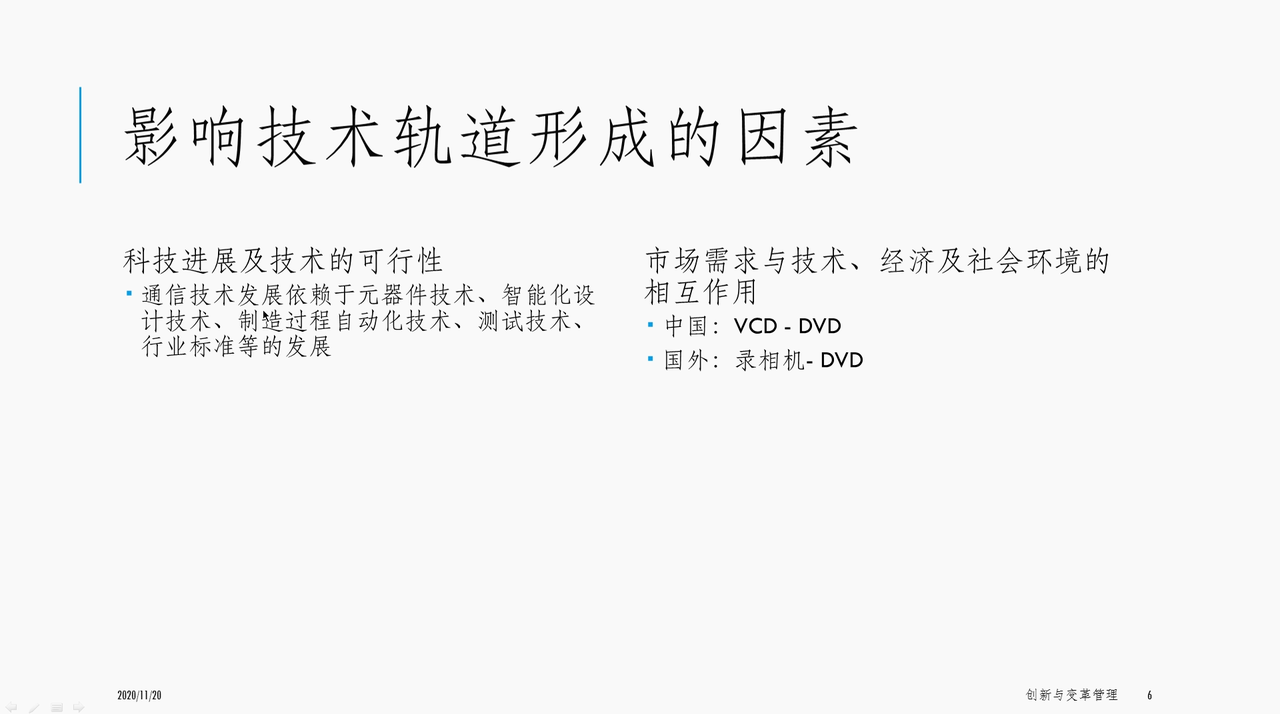 影响技术轨道形成的因素
科技进展及技术的可行性
通信技术发展依赖于元器件技术、智能化设
计技术、制造过程自动化技术、测试技术、
行业标准等的发展
市场需求与技术、经济及社会环境的
相互作用
中国：VCD - DVD
国外：录相机- DVD
2020/11/20
创新与变革管理
6